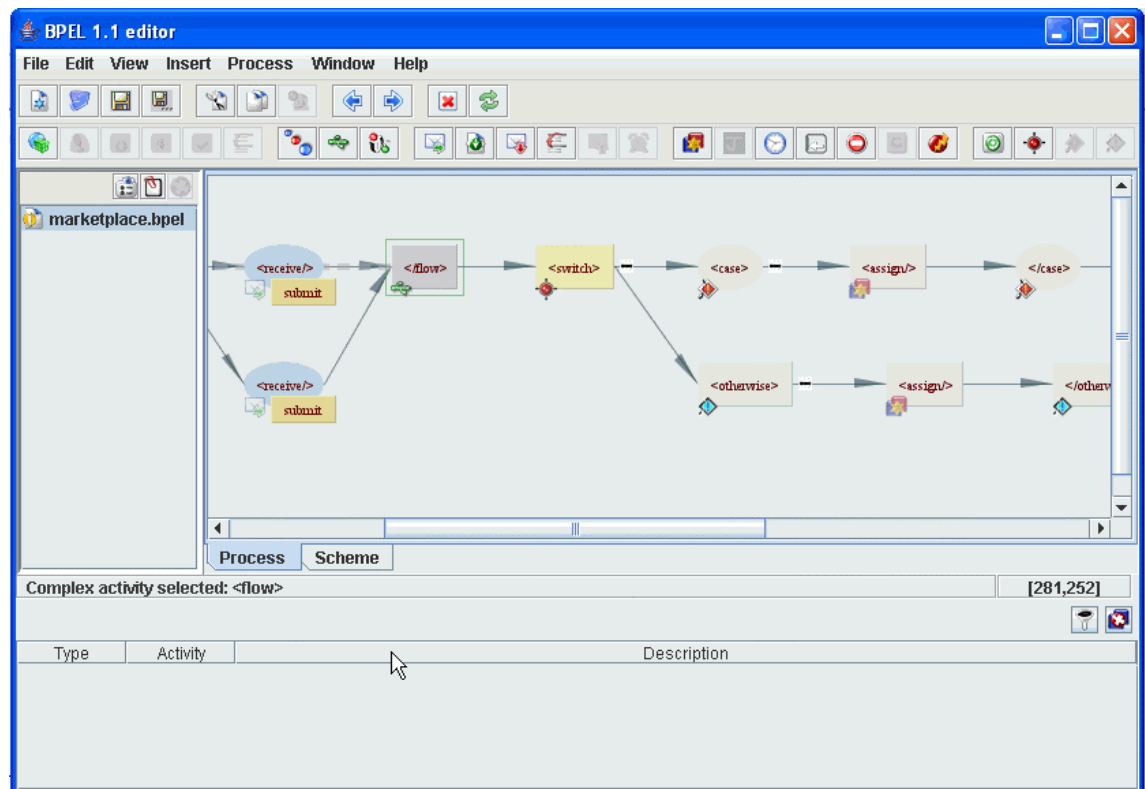 BPEL 1.1 editor
File Edit View Insert Process Window Help
marketplace.bpel
<receive/> </flow> <switch> <case> <assign/> </case>
submit
<receive/> <otherwise> <assign/> </otherw
submit
Process Scheme
Complex activity selected: <flow> [281,252]
Type Activity Description